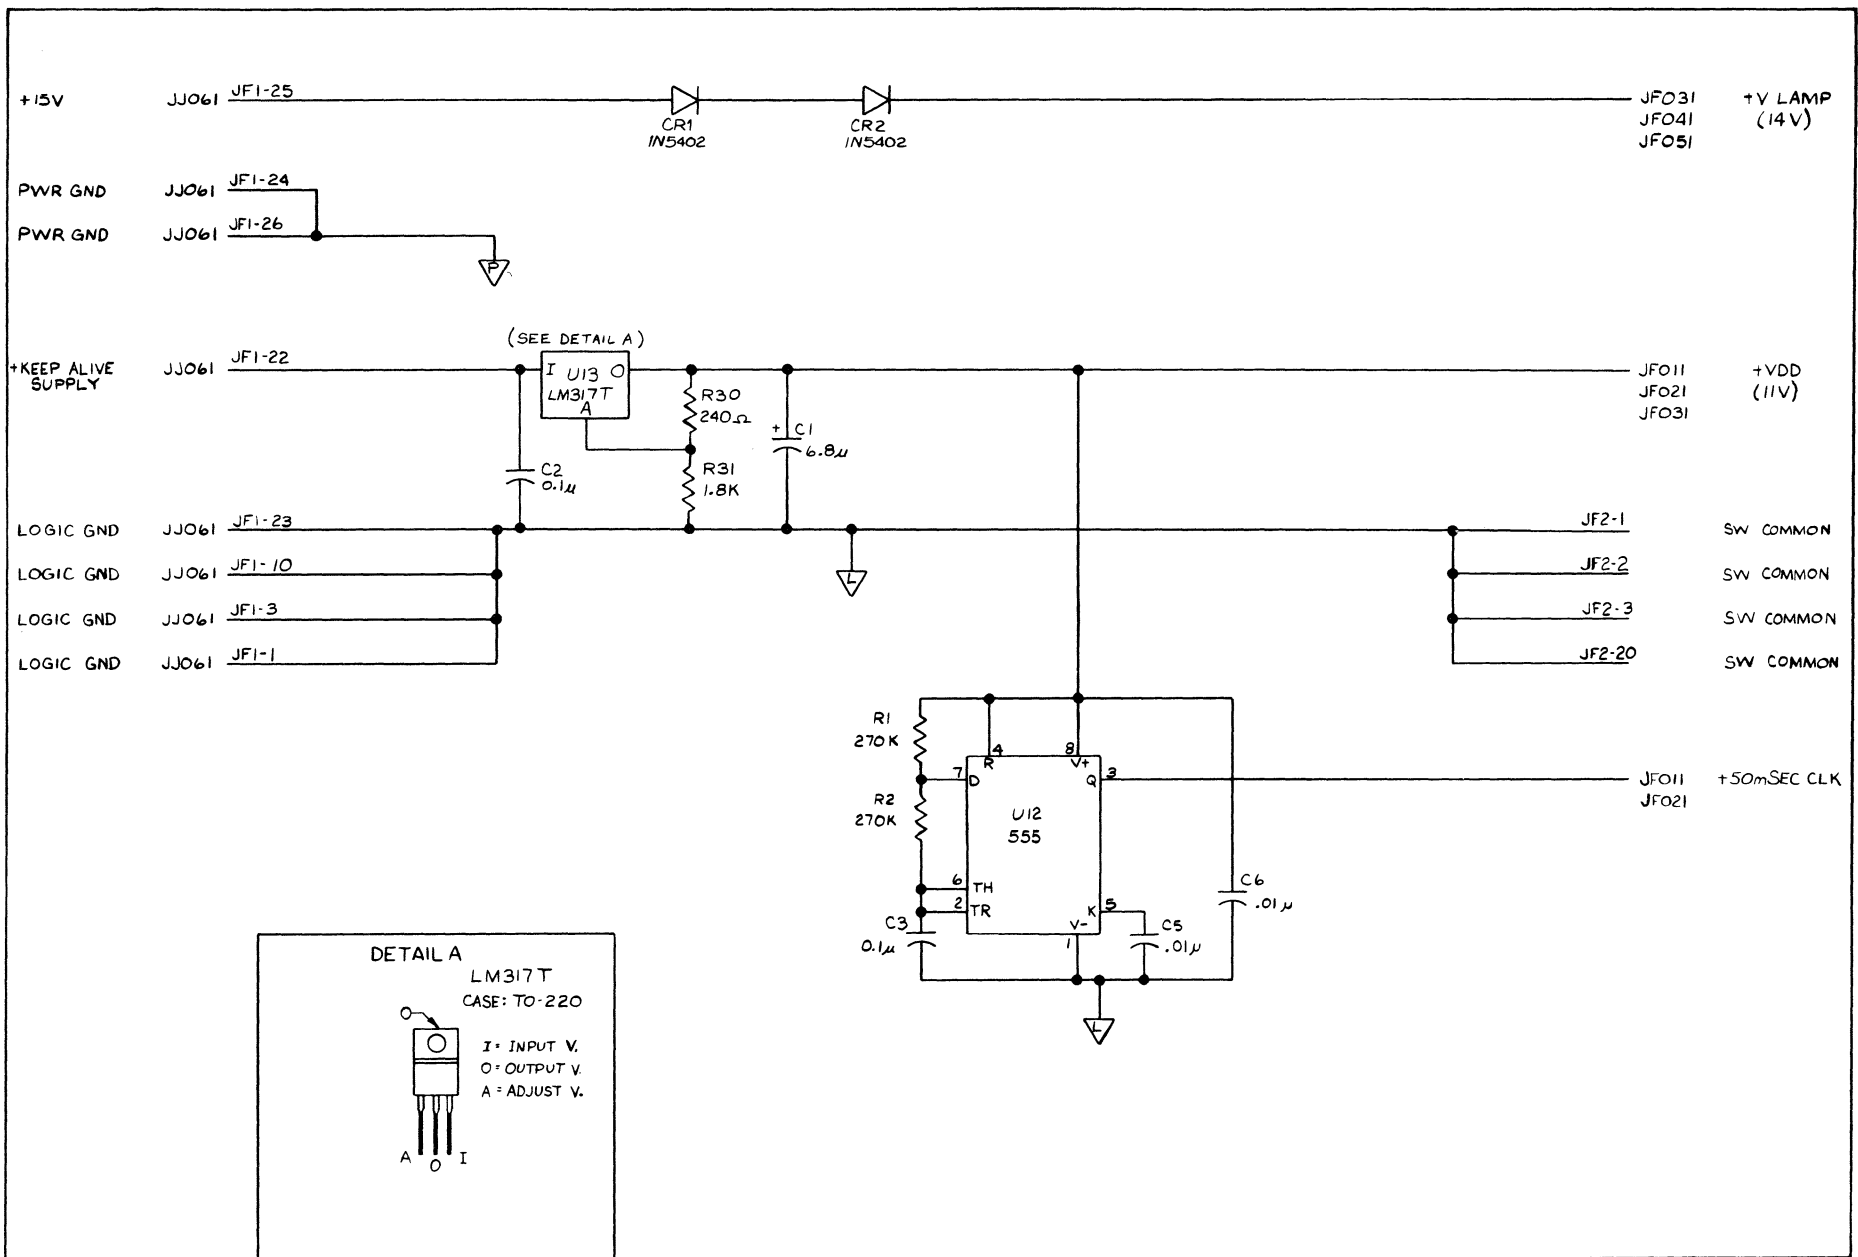 +15V JJ061 JF1-25
CR1
1N5402
CR2
1N5402
JF031 +V LAMP
JF041 (14V)
JF051
PWR GND JJ061 JF1-24
PWR GND JJ061 JF1-26
P
+KEEP ALIVE
SUPPLY
JJ061 JF1-22
(SEE DETAIL A)
I U13 O
LM317T
A
R30
240Ω
R31
1.8K
+ C1
6.8μ
C2
0.1μ
JF011 +VDD
JF021 (11V)
JF031
LOGIC GND JJ061 JF1-23
LOGIC GND JJ061 JF1-10
LOGIC GND JJ061 JF1-3
LOGIC GND JJ061 JF1-1
L
JF2-1 SW COMMON
JF2-2 SW COMMON
JF2-3 SW COMMON
JF2-20 SW COMMON
R1
270K
R2
270K
4 8
R V+
7 D Q 3
U12
555
6 TH
2 TR K 5
V-
1
C3
0.1μ
C5
.01μ
C6
.01μ
L
JF011 +50mSEC CLK
JF021
DETAIL A
LM317T
CASE: TO-220
O
I = INPUT V.
O = OUTPUT V.
A = ADJUST V.
A O I